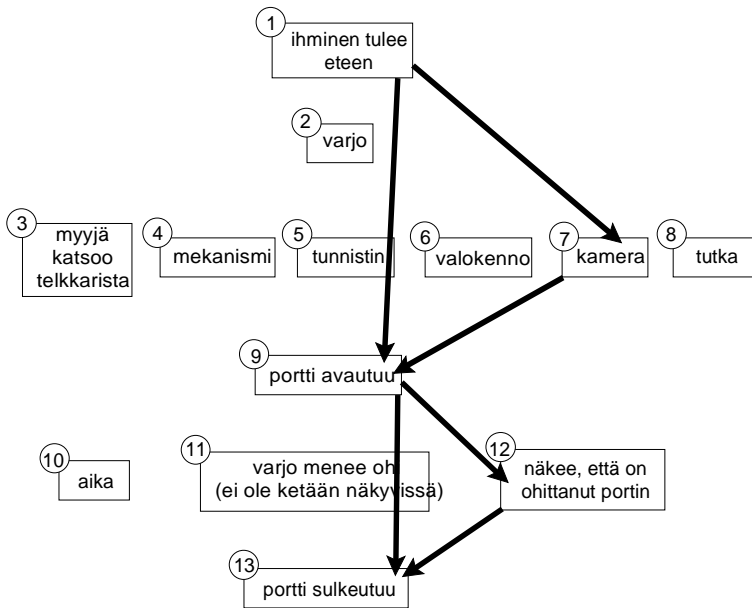 1
ihminen tulee
eteen
2
varjo
3
myyjä
katsoo
telkkarista
4
mekanismi
5
tunnistin
6
valokenno
7
kamera
8
tutka
9
portti avautuu
10
aika
11
varjo menee oh
(ei ole ketään näkyvissä)
12
näkee, että on
ohittanut portin
13
portti sulkeutuu